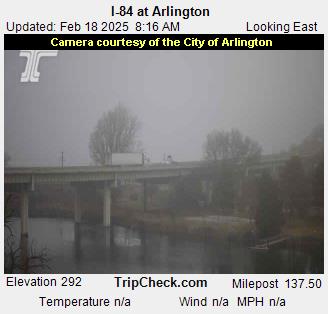 I-84 at Arlington
Updated: Feb 18 2025 8:16 AM Looking East
Camera courtesy of the City of Arlington
Elevation 292 TripCheck.com Milepost 137.50
Temperature n/a Wind n/a MPH n/a